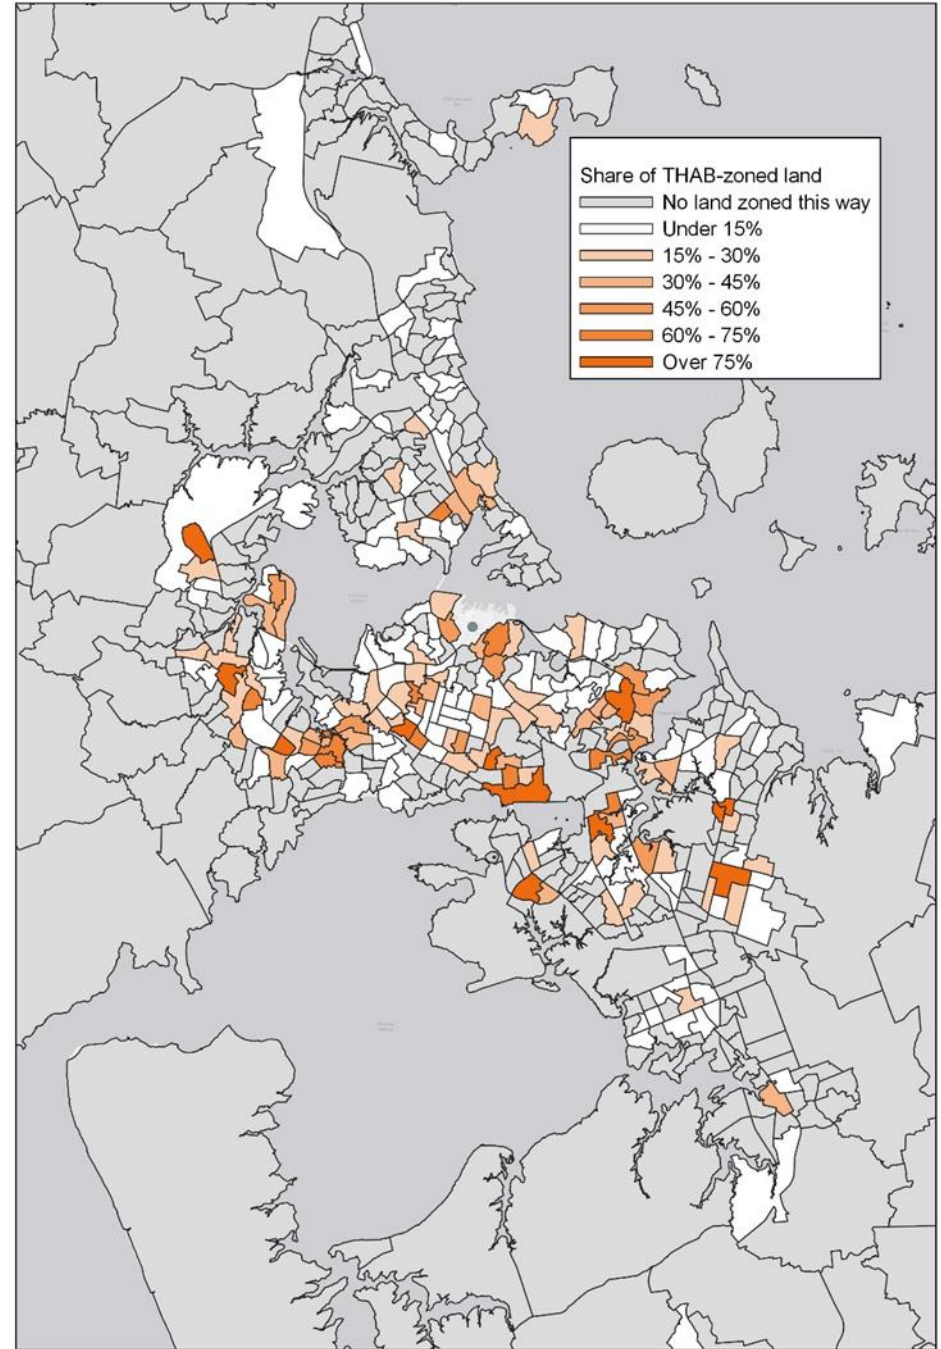 Share of THAB-zoned land
No land zoned this way
Under 15%
15% - 30%
30% - 45%
45% - 60%
60% - 75%
Over 75%